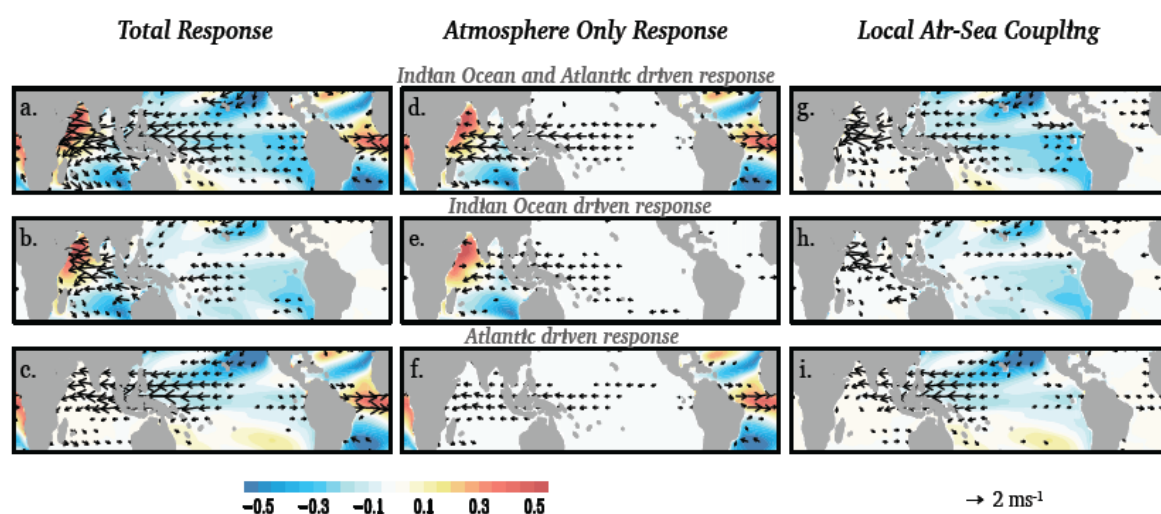 Total Response Atmosphere Only Response Local Air-Sea Coupling
Indian Ocean and Atlantic driven response
a. d. g.
Indian Ocean driven response
b. e. h.
Atlantic driven response
c. f. i.
−0.5 −0.3 −0.1 0.1 0.3 0.5
→ 2 ms-1